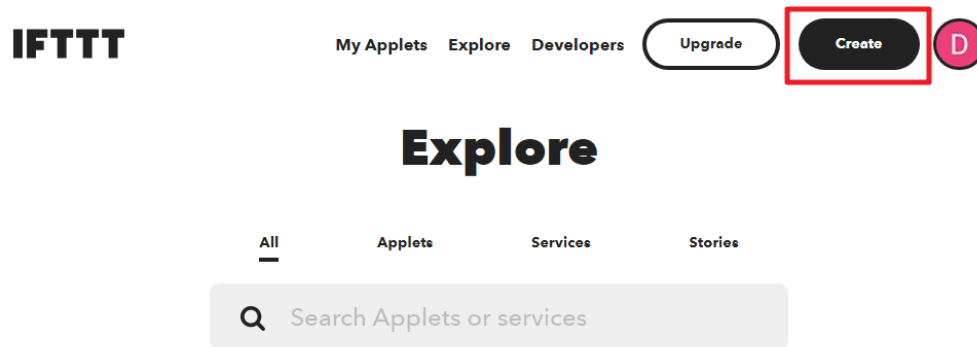 IFTTT My Applets Explore Developers Upgrade Create D
Explore
All Applets Services Stories
Search Applets or services